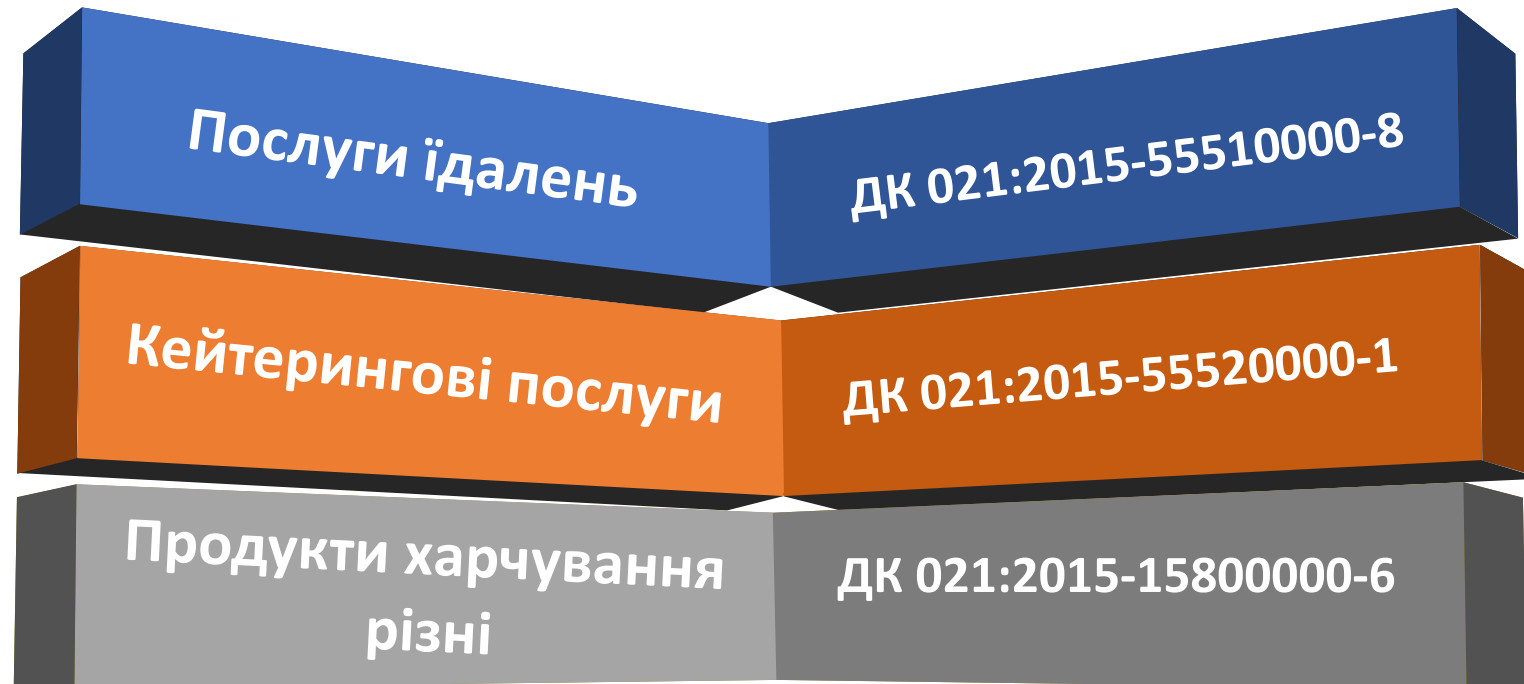 Послуги їдалень
ДК 021:2015-55510000-8
Кейтерингові послуги
ДК 021:2015-55520000-1
Продукти харчування
різні
ДК 021:2015-15800000-6